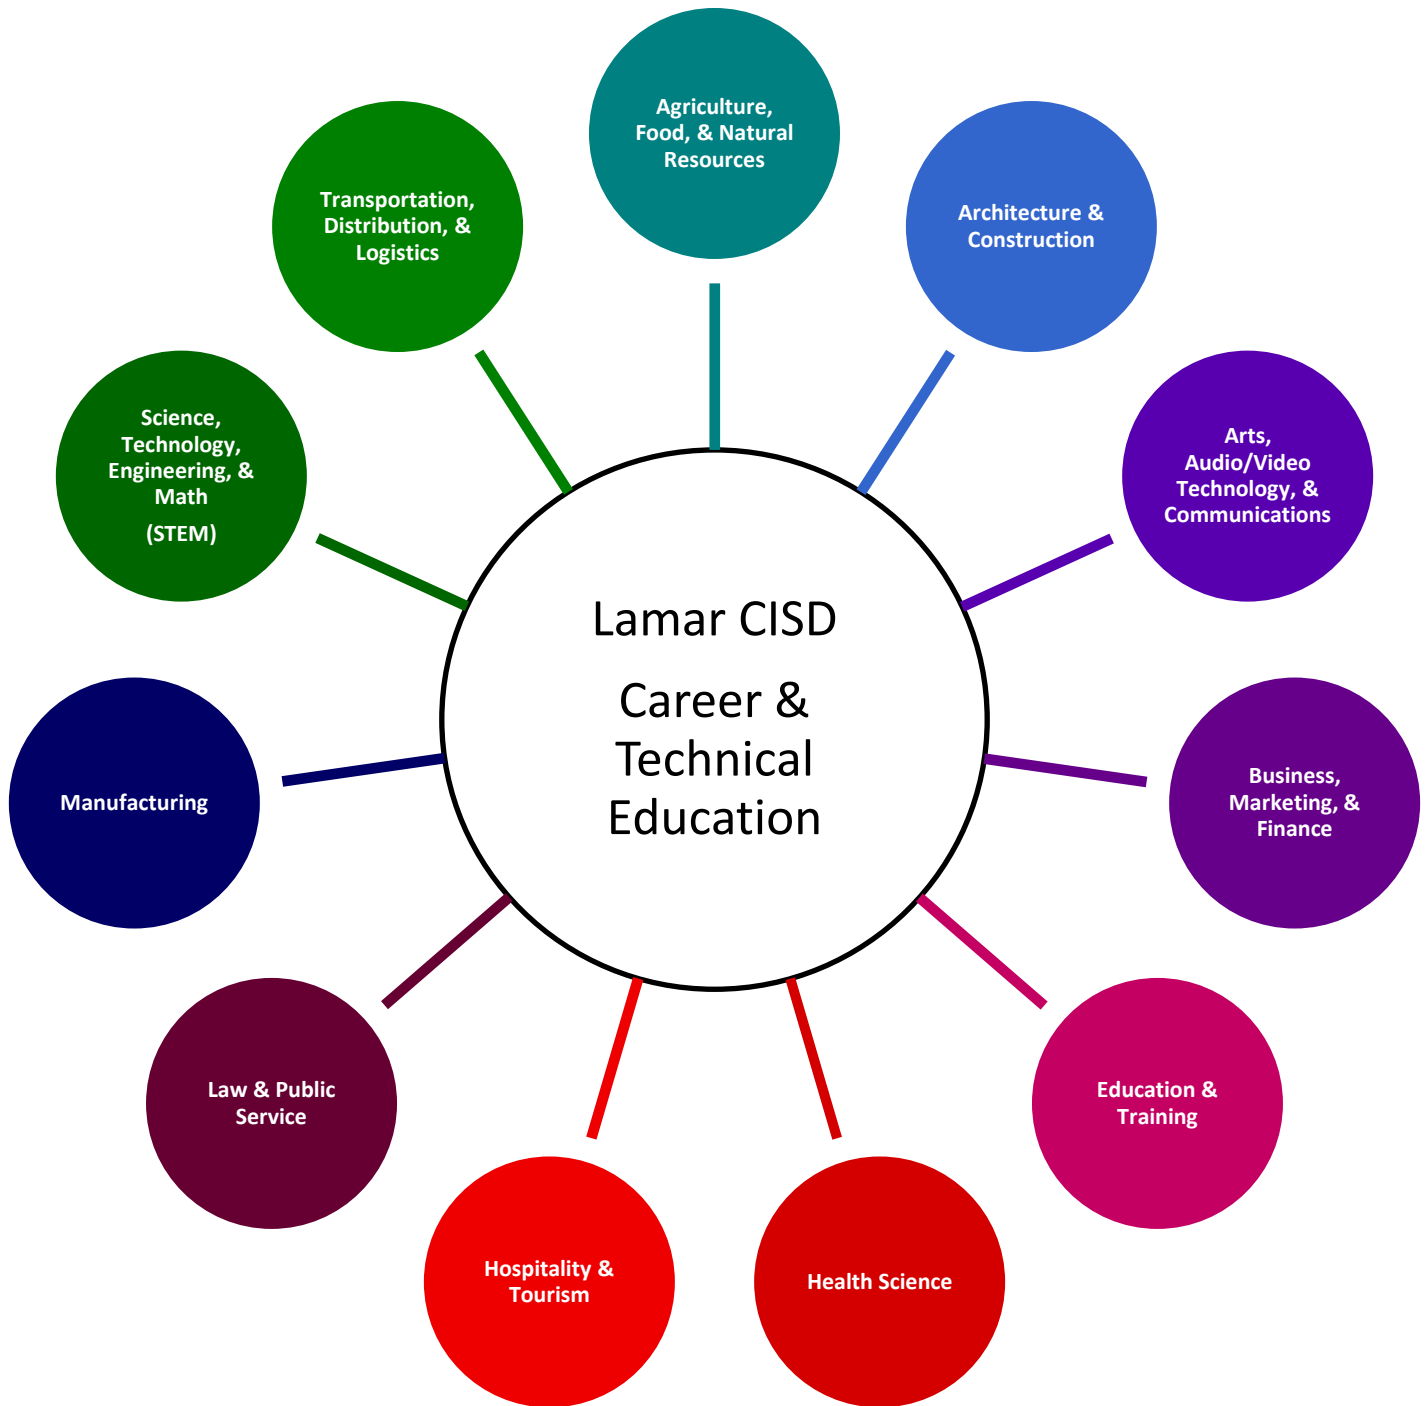 Agriculture,
Food, & Natural
Resources
Architecture &
Construction
Arts,
Audio/Video
Technology, &
Communications
Business,
Marketing, &
Finance
Education &
Training
Health Science
Hospitality &
Tourism
Law & Public
Service
Manufacturing
Science,
Technology,
Engineering, &
Math
(STEM)
Transportation,
Distribution, &
Logistics
Lamar CISD
Career &
Technical
Education